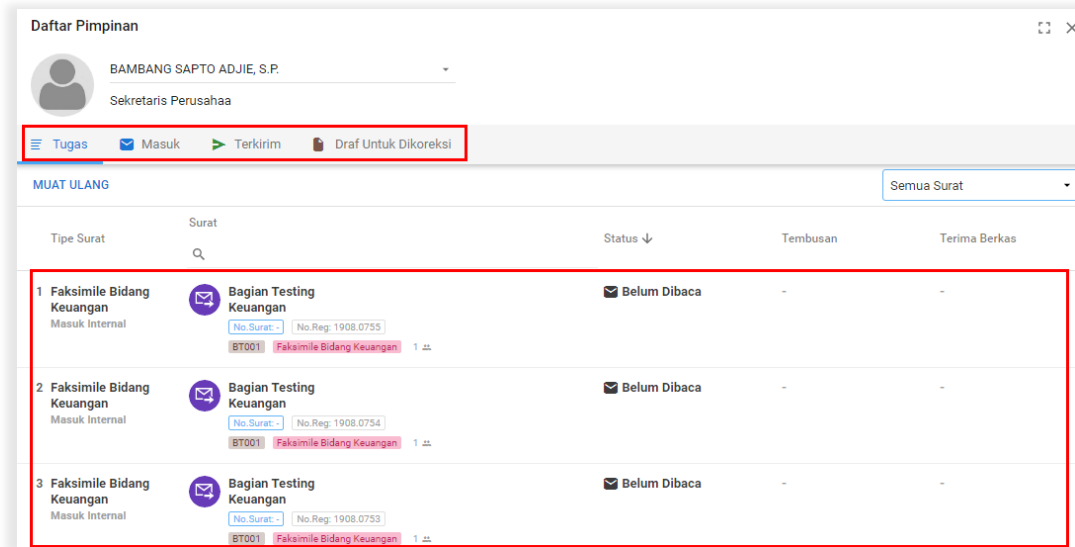 Daftar Pimpinan
BAMBANG SAPTO ADJIE, S.P.
Sekretaris Perusahaa
Tugas Masuk Terkirim Draf Untuk Dikoreksi
MUAT ULANG Semua Surat
Tipe Surat Surat Status Tembusan Terima Berkas
1 Faksimile Bidang Bagian Testing Belum Dibaca - -
Keuangan Keuangan
Masuk Internal No.Surat: - No.Reg: 1908.0755
BT001 Faksimile Bidang Keuangan 1
2 Faksimile Bidang Bagian Testing Belum Dibaca - -
Keuangan Keuangan
Masuk Internal No.Surat: - No.Reg: 1908.0754
BT001 Faksimile Bidang Keuangan 1
3 Faksimile Bidang Bagian Testing Belum Dibaca - -
Keuangan Keuangan
Masuk Internal No.Surat: - No.Reg: 1908.0753
BT001 Faksimile Bidang Keuangan 1